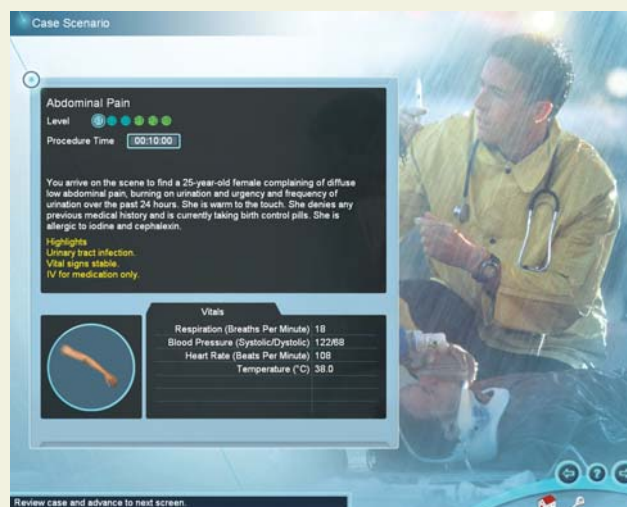 Case Scenario
Abdominal Pain
Level
Procedure Time 00:10:00
You arrive on the scene to find a 25-year-old female complaining of diffuse
low abdominal pain, burning on urination and urgency and frequency of
urination over the past 24 hours. She is warm to the touch. She denies any
previous medical history and is currently taking birth control pills. She is
allergic to iodine and cephalexin.
Highlights
Urinary tract infection.
Vital signs stable.
IV for medication only.
Vitals
Respiration (Breaths Per Minute) 18
Blood Pressure (Systolic/Dystolic) 122/68
Heart Rate (Beats Per Minute) 108
Temperature (°C) 38.0
?
Review case and advance to next screen.